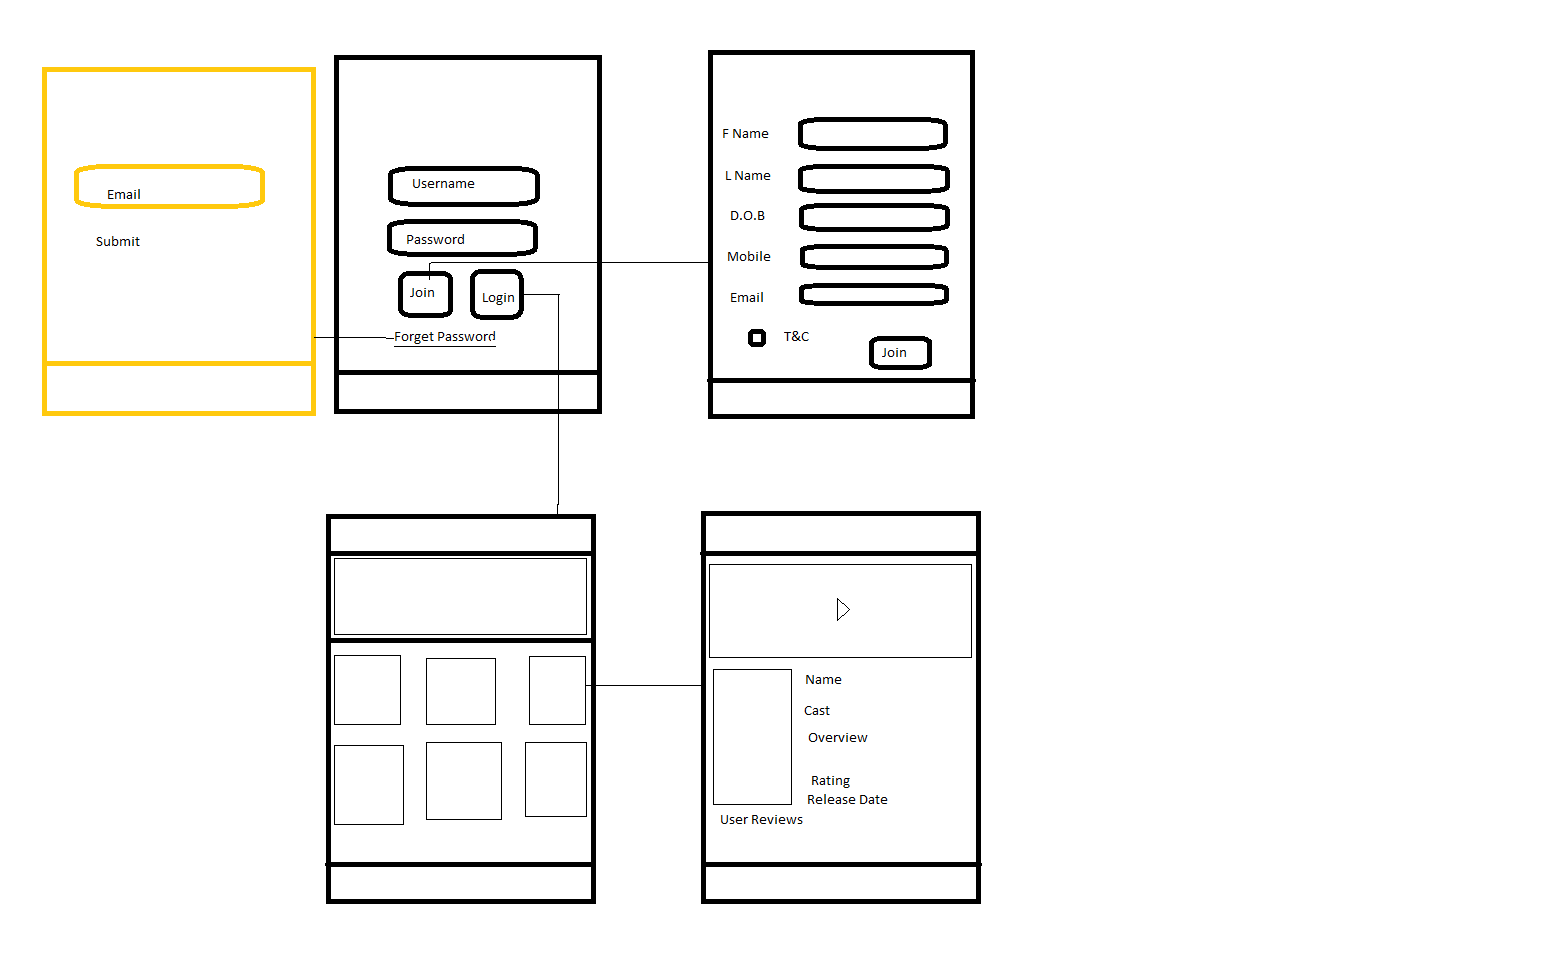 Email
Submit
Username
Password
Join
Login
Forget Password
F Name
L Name
D.O.B
Mobile
Email
T&C
Join
Name
Cast
Overview
Rating
Release Date
User Reviews